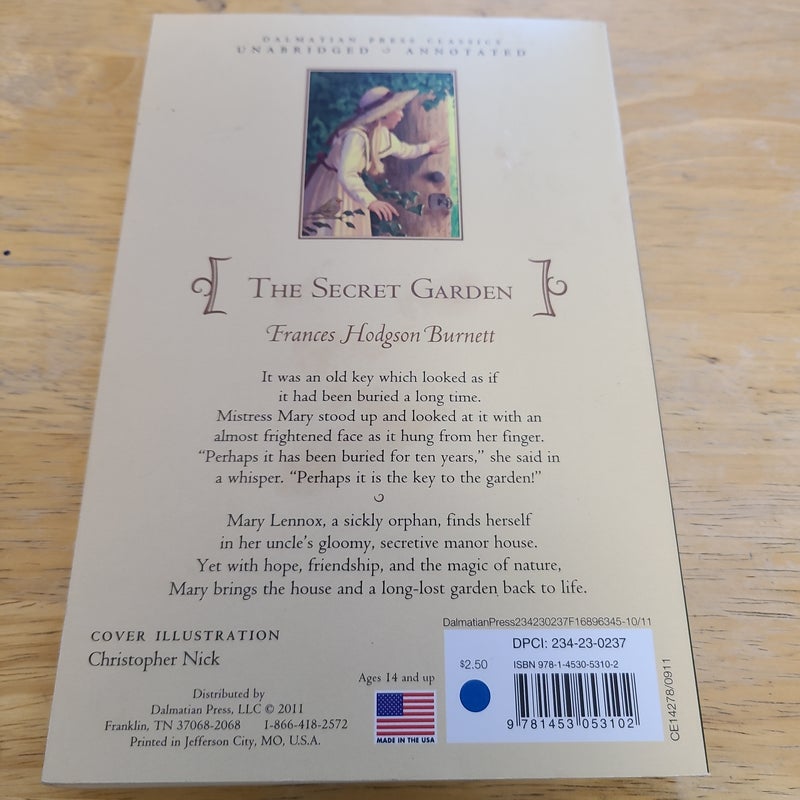 DALMATIAN PRESS CLASSICS
UNABRIDGED ANNOTATED
THE SECRET GARDEN
Frances Hodgson Burnett
It was an old key which looked as if
it had been buried a long time.
Mistress Mary stood up and looked at it with an
almost frightened face as it hung from her finger.
“Perhaps it has been buried for ten years,” she said in
a whisper. “Perhaps it is the key to the garden!”
Mary Lennox, a sickly orphan, finds herself
in her uncle’s gloomy, secretive manor house.
Yet with hope, friendship, and the magic of nature,
Mary brings the house and a long-lost garden back to life.
COVER ILLUSTRATION
Christopher Nick
Distributed by
Dalmatian Press, LLC © 2011
Franklin, TN 37068-2068 1-866-418-2572
Printed in Jefferson City, MO, U.S.A.
Ages 14 and up
MADE IN THE USA
DalmatianPress234230237F16896345-10/11
DPCI: 234-23-0237
$2.50
ISBN 978-1-4530-5310-2
9 781453 053102
CE14278/0911